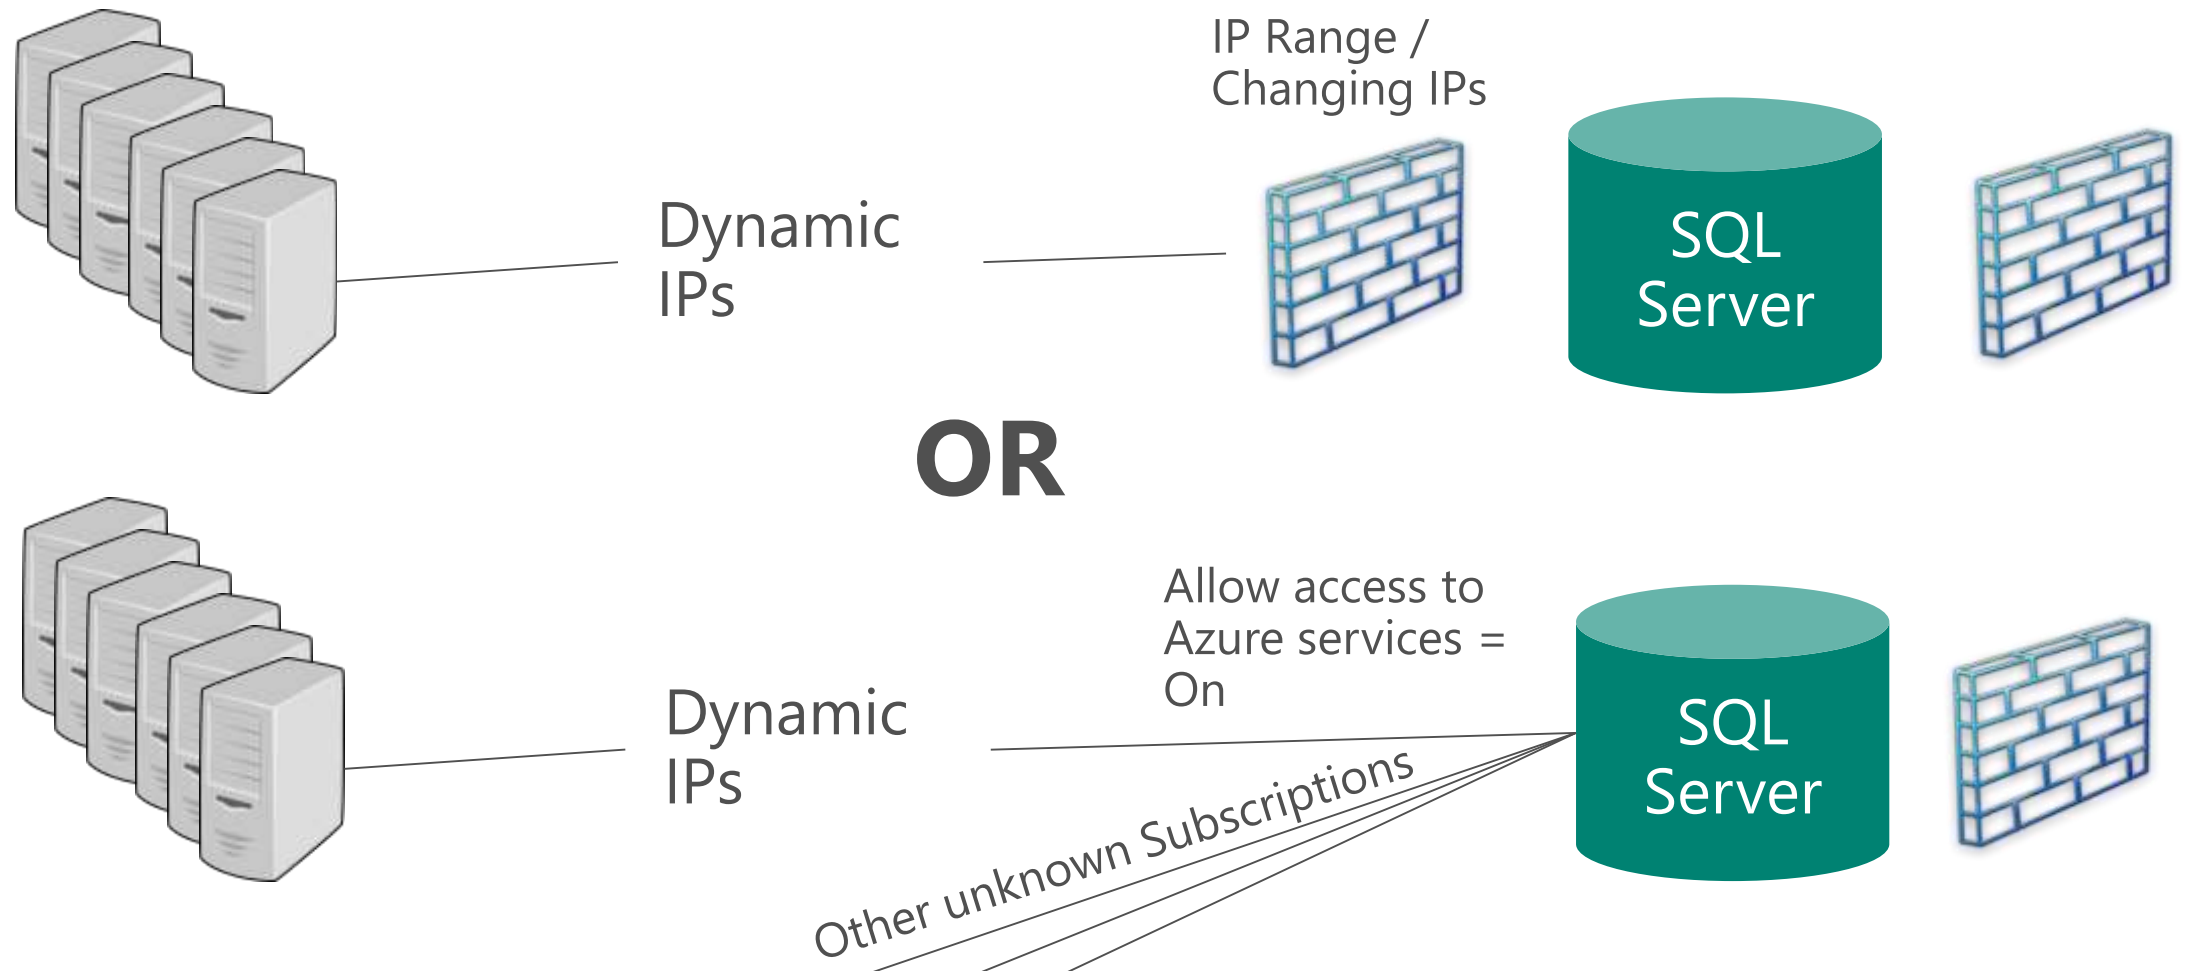 IP Range /
Changing IPs
Dynamic
IPs
SQL
Server
OR
Allow access to
Azure services =
On
Dynamic
IPs
SQL
Server
Other unknown Subscriptions